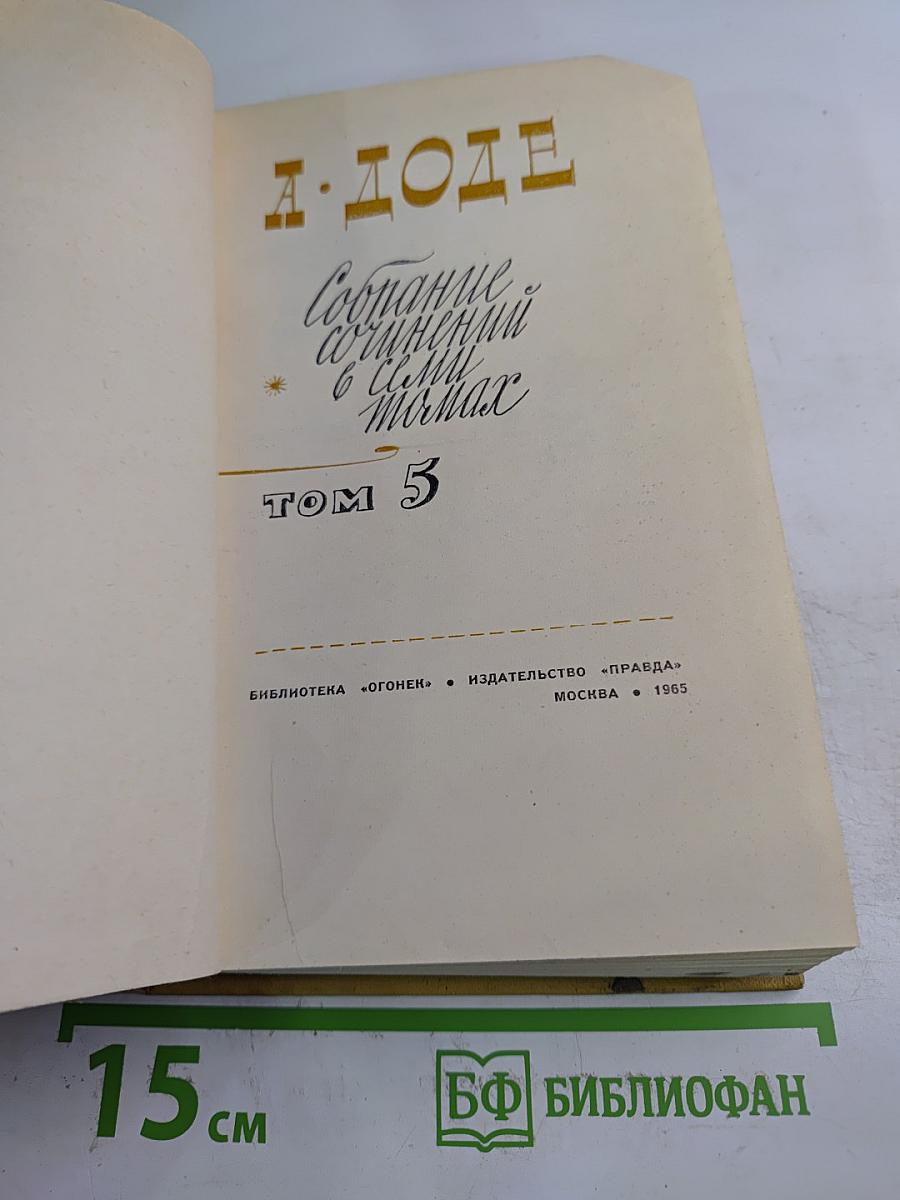 А·ДОДЕ
Собрание
сочинений
в семи
томах
ТОМ 5
БИБЛИОТЕКА «ОГОНЕК» • ИЗДАТЕЛЬСТВО «ПРАВДА»
МОСКВА • 1965
15 см
БФ БИБЛИОФАН